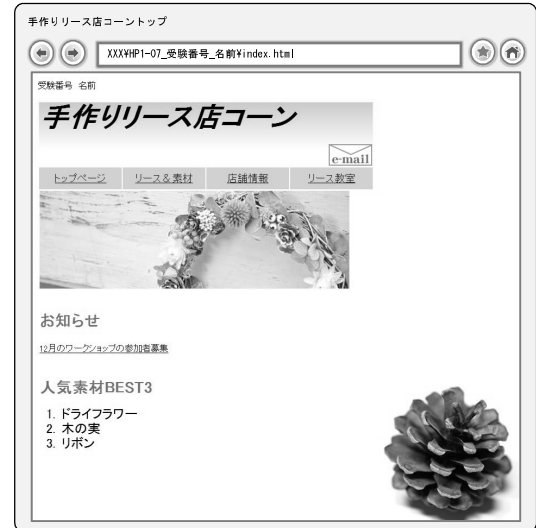 手作りリース店コーントップ
XXX¥HP1-07_受験番号_名前¥index.html
受験番号 名前
手作りリース店コーン
e-mail
トップページ リース＆素材 店舗情報 リース教室
お知らせ
12月のワークショップの参加者募集
人気素材BEST3
1. ドライフラワー
2. 木の実
3. リボン